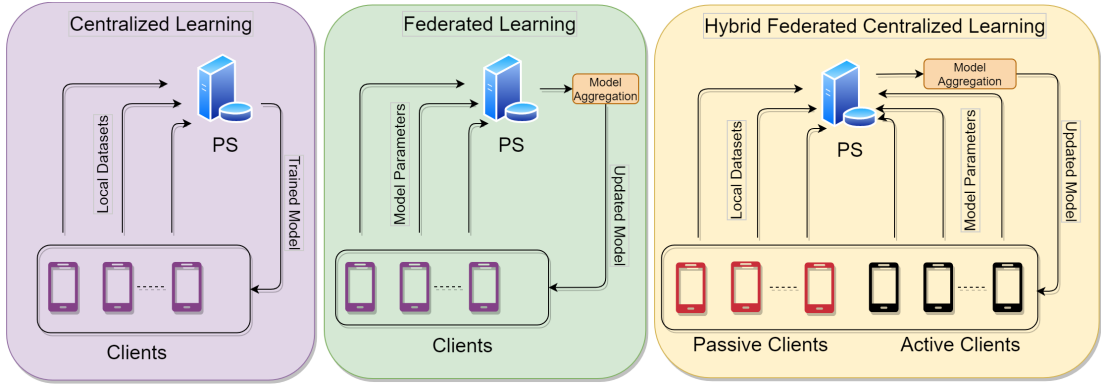 Centralized Learning
PS
Local Datasets
Trained Model
Clients
Federated Learning
Model
Aggregation
PS
Model Parameters
Updated Model
Clients
Hybrid Federated Centralized Learning
Model
Aggregation
PS
Local Datasets
Model Parameters
Updated Model
Passive Clients
Active Clients